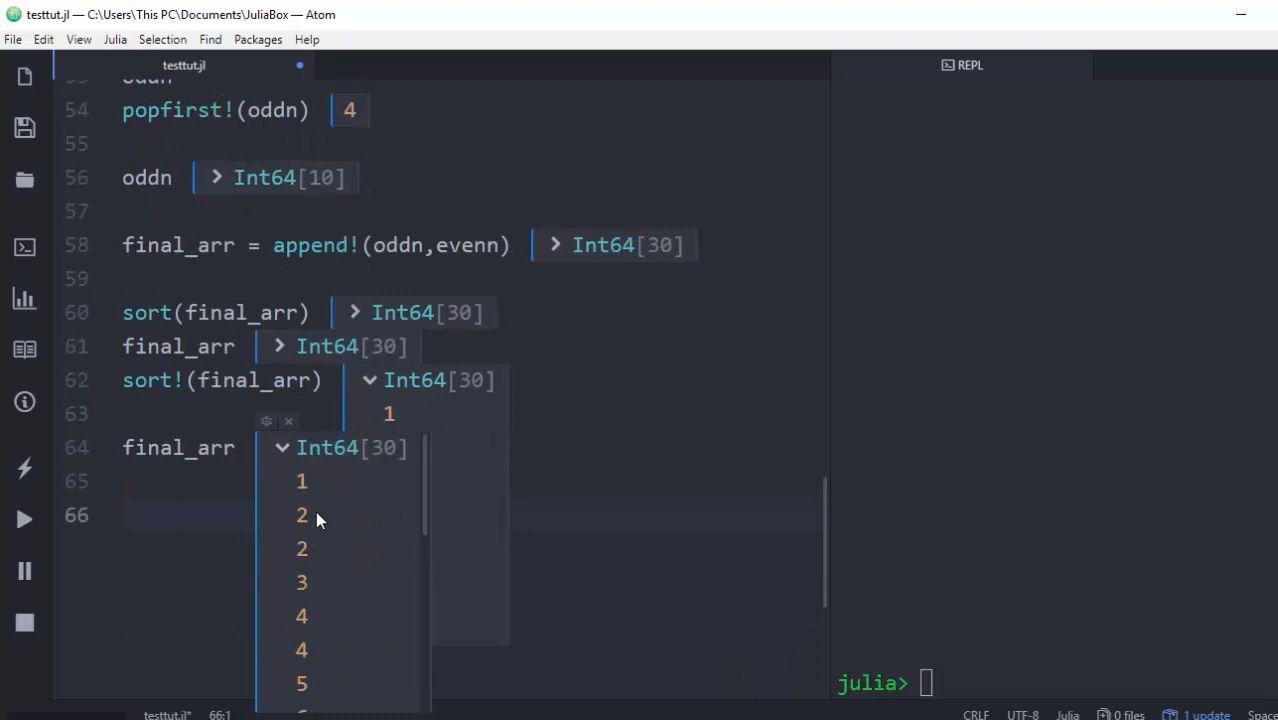 testtut.jl — C:\Users\This PC\Documents\JuliaBox — Atom
File Edit View Julia Selection Find Packages Help
testtut.jl
REPL
54 popfirst!(oddn) 4
55
56 oddn > Int64[10]
57
58 final_arr = append!(oddn,evenn) > Int64[30]
59
60 sort(final_arr) > Int64[30]
61 final_arr > Int64[30]
62 sort!(final_arr) Int64[30]
63 1
64 final_arr Int64[30]
65 1
66 2
2
3
4
4
5
julia>
testtut.jl* 66:1 CRLF UTF-8 Julia 0 files 1 update Spac